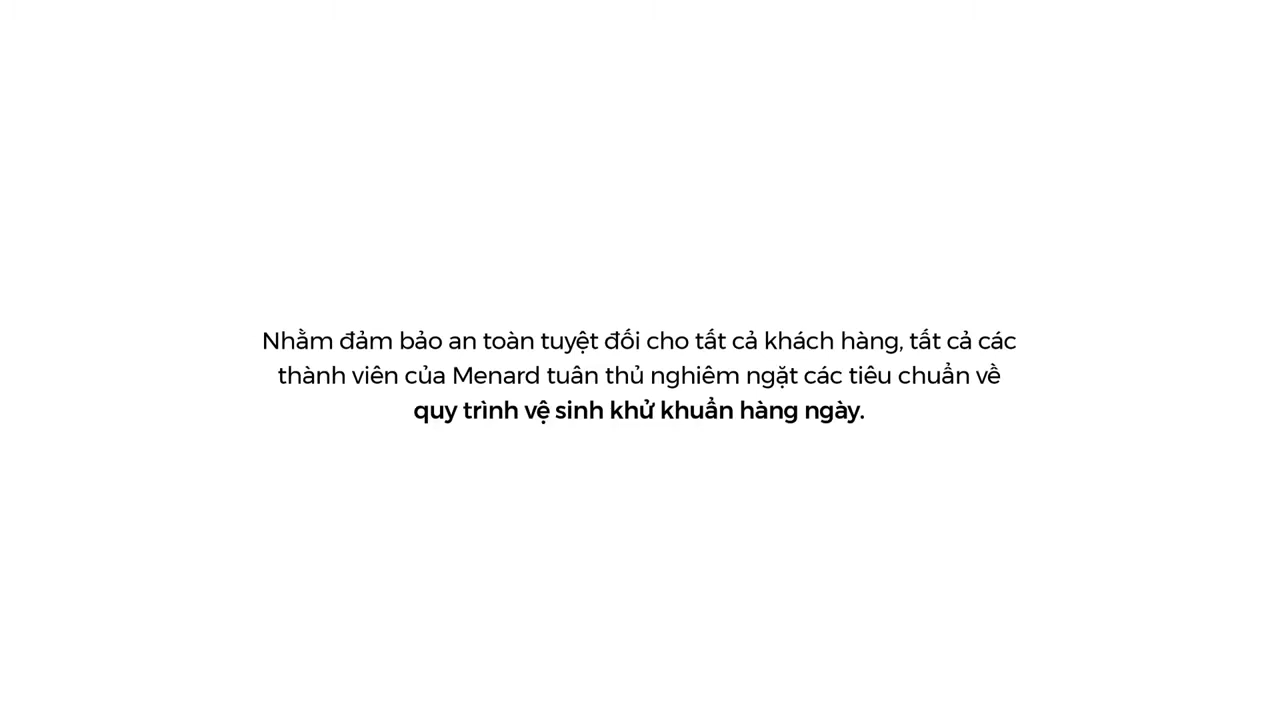 Nhằm đảm bảo an toàn tuyệt đối cho tất cả khách hàng, tất cả các
thành viên của Menard tuân thủ nghiêm ngặt các tiêu chuẩn về
quy trình vệ sinh khử khuẩn hàng ngày.